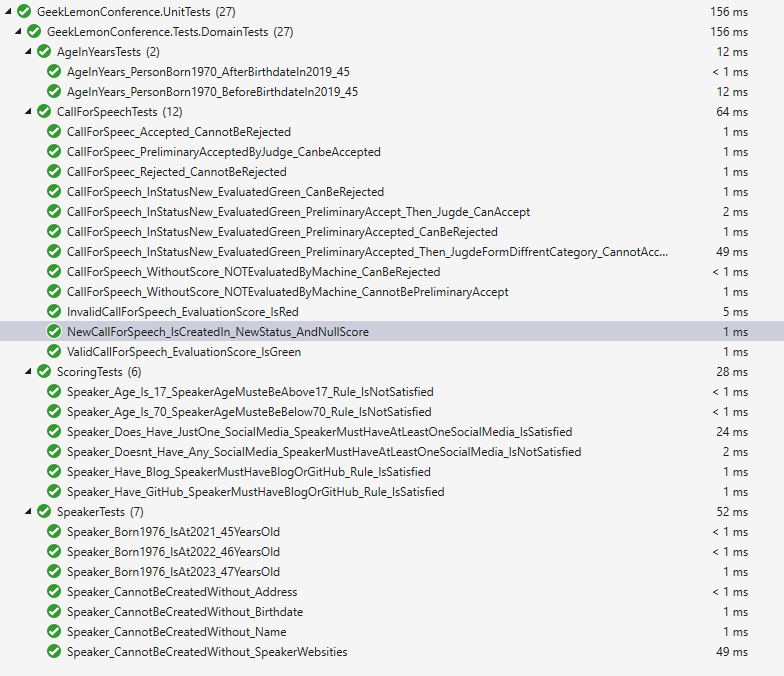 GeekLemonConference.UnitTests (27) 156 ms
GeekLemonConference.Tests.DomainTests (27) 156 ms
AgeInYearsTests (2) 12 ms
AgeInYears_PersonBorn1970_AfterBirthdateIn2019_45 < 1 ms
AgeInYears_PersonBorn1970_BeforeBirthdateIn2019_45 12 ms
CallForSpeechTests (12) 64 ms
CallForSpeec_Accepted_CannotBeRejected 1 ms
CallForSpeec_PreliminaryAcceptedByJudge_CanbeAccepted 1 ms
CallForSpeec_Rejected_CannotBeRejected 1 ms
CallForSpeech_InStatusNew_EvaluatedGreen_CanBeRejected 1 ms
CallForSpeech_InStatusNew_EvaluatedGreen_PreliminaryAccept_Then_Jugde_CanAccept 2 ms
CallForSpeech_InStatusNew_EvaluatedGreen_PreliminaryAccepted_CanBeRejected 1 ms
CallForSpeech_InStatusNew_EvaluatedGreen_PreliminaryAccepted_Then_JugdeFormDiffrentCategory_CannotAcc... 49 ms
CallForSpeech_WithoutScore_NOTEvaluatedByMachine_CanBeRejected < 1 ms
CallForSpeech_WithoutScore_NOTEvaluatedByMachine_CannotBePreliminaryAccept 1 ms
InvalidCallForSpeech_EvaluationScore_IsRed 5 ms
NewCallForSpeech_IsCreatedIn_NewStatus_AndNullScore 1 ms
ValidCallForSpeech_EvaluationScore_IsGreen 1 ms
ScoringTests (6) 28 ms
Speaker_Age_Is_17_SpeakerAgeMusteBeAbove17_Rule_IsNotSatisfied < 1 ms
Speaker_Age_Is_70_SpeakerAgeMusteBeBelow70_Rule_IsNotSatisfied < 1 ms
Speaker_Does_Have_JustOne_SocialMedia_SpeakerMustHaveAtLeastOneSocialMedia_IsSatisfied 24 ms
Speaker_Doesnt_Have_Any_SocialMedia_SpeakerMustHaveAtLeastOneSocialMedia_IsNotSatisfied 2 ms
Speaker_Have_Blog_SpeakerMustHaveBlogOrGitHub_Rule_IsSatisfied 1 ms
Speaker_Have_GitHub_SpeakerMustHaveBlogOrGitHub_Rule_IsSatisfied 1 ms
SpeakerTests (7) 52 ms
Speaker_Born1976_IsAt2021_45YearsOld < 1 ms
Speaker_Born1976_IsAt2022_46YearsOld < 1 ms
Speaker_Born1976_IsAt2023_47YearsOld 1 ms
Speaker_CannotBeCreatedWithout_Address < 1 ms
Speaker_CannotBeCreatedWithout_Birthdate 1 ms
Speaker_CannotBeCreatedWithout_Name 1 ms
Speaker_CannotBeCreatedWithout_SpeakerWebsities 49 ms